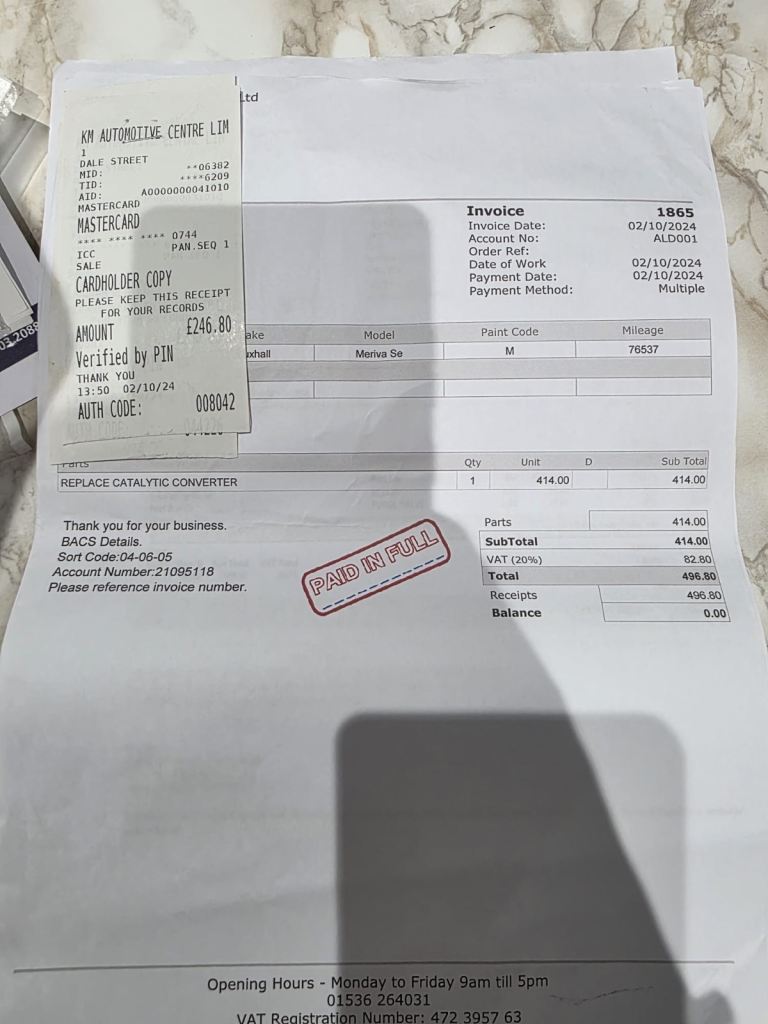 Ltd
KM AUTOMOTIVE CENTRE LIM
1
DALE STREET
MID: **06382
TID: ****6209
AID: A0000000041010
MASTERCARD
MASTERCARD
**** **** **** 0744
ICC PAN.SEQ 1
SALE
CARDHOLDER COPY
PLEASE KEEP THIS RECEIPT
FOR YOUR RECORDS
AMOUNT £246.80
Verified by PIN
THANK YOU
13:50 02/10/24
AUTH CODE: 008042
Invoice 1865
Invoice Date: 02/10/2024
Account No: ALD001
Order Ref:
Date of Work 02/10/2024
Payment Date: 02/10/2024
Payment Method: Multiple
ake Model Paint Code Mileage
xhall Meriva Se M 76537
Parts Qty Unit D Sub Total
REPLACE CATALYTIC CONVERTER 1 414.00 414.00
Thank you for your business.
BACS Details.
Sort Code:04-06-05
Account Number:21095118
Please reference invoice number.
PAID IN FULL
Parts 414.00
SubTotal 414.00
VAT (20%) 82.80
Total 496.80
Receipts 496.80
Balance 0.00
Opening Hours - Monday to Friday 9am till 5pm
01536 264031
VAT Registration Number: 472 3957 63